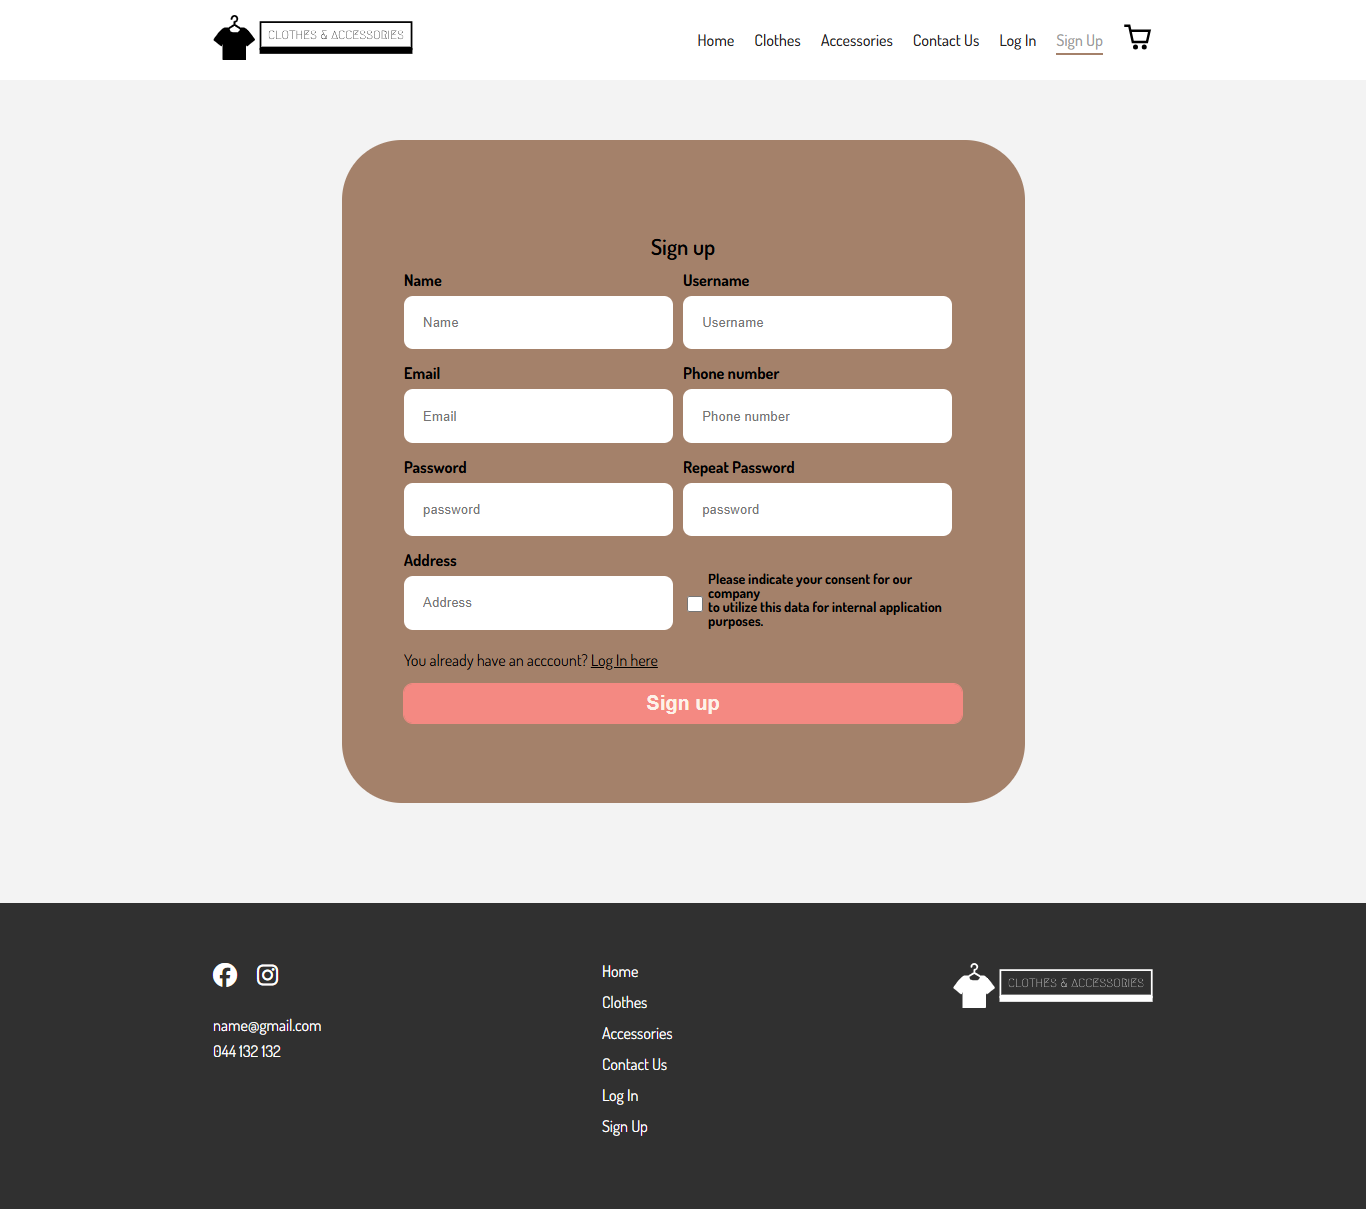 CLOTHES & ACCESSORIES
Home Clothes Accessories Contact Us Log In Sign Up
Sign up
Name Username
Name Username
Email Phone number
Email Phone number
Password Repeat Password
password password
Address
Address
Please indicate your consent for our
company
to utilize this data for internal application
purposes.
You already have an acccount? Log In here
Sign up
name@gmail.com
044 132 132
Home
Clothes
Accessories
Contact Us
Log In
Sign Up
CLOTHES & ACCESSORIES